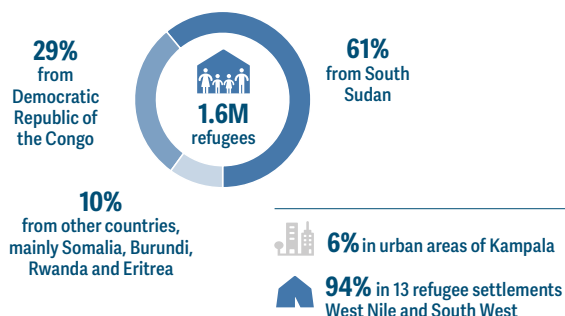 29%
from
Democratic
Republic of
the Congo
1.6M
refugees
61%
from South
Sudan
10%
from other countries,
mainly Somalia, Burundi,
Rwanda and Eritrea
6% in urban areas of Kampala
94% in 13 refugee settlements
West Nile and South West